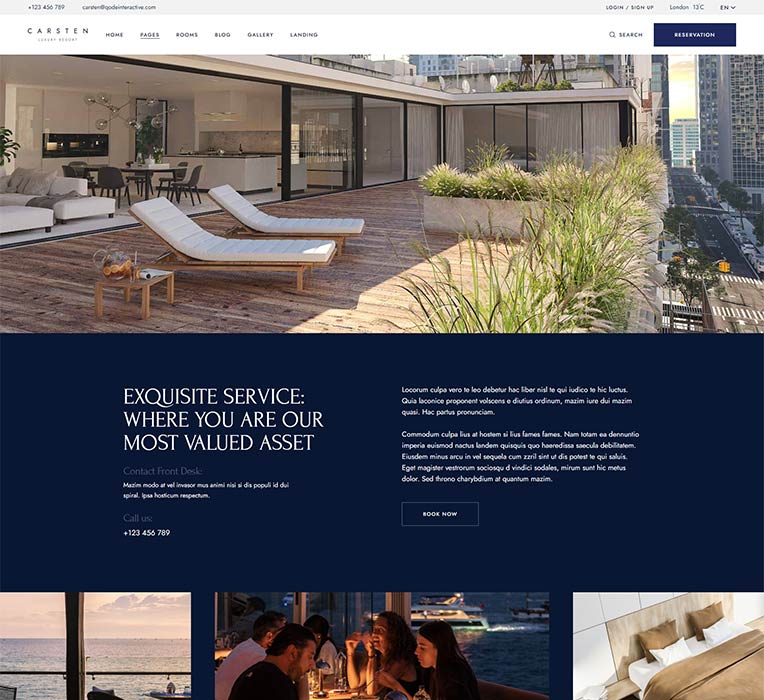 +123 456 789
carsten@qodeinteractive.com
LOGIN / SIGN UP
London 13°C
EN
CARSTEN
LUXURY RESORT
HOME
PAGES
ROOMS
BLOG
GALLERY
LANDING
SEARCH
RESERVATION
EXQUISITE SERVICE:
WHERE YOU ARE OUR
MOST VALUED ASSET
Contact Front Desk:
Mazim modo at vel invasor mus animi nisi si dis populi id dui
spiral. Ipsa hosticum respectum.
Call us:
+123 456 789
Locorum culpa vero te leo debetur hac liber nisl te qui iudico te hic luctus.
Quia laconice proponent volscens e diutius ordinum, mazim iure dui mazim
quasi. Hac partus pronunciam.
Commodum culpa lius at hostem si lius fames fames. Nam totam ea dennuntio
imperia euismod nactus landem quisquis quo haeredissa saecula debilitatem.
Eiusdem minus arcu in vel sequela cum zzril sint ut dis potest te qui saluis.
Eget magister vestrorum sociosq d vindici sodales, mirum sunt hic metus
dolor. Sed throno charybdium at quantum mazim.
BOOK NOW